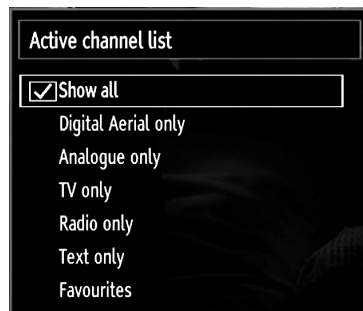 Active channel list
Show all
Digital Aerial only
Analogue only
TV only
Radio only
Text only
Favourites